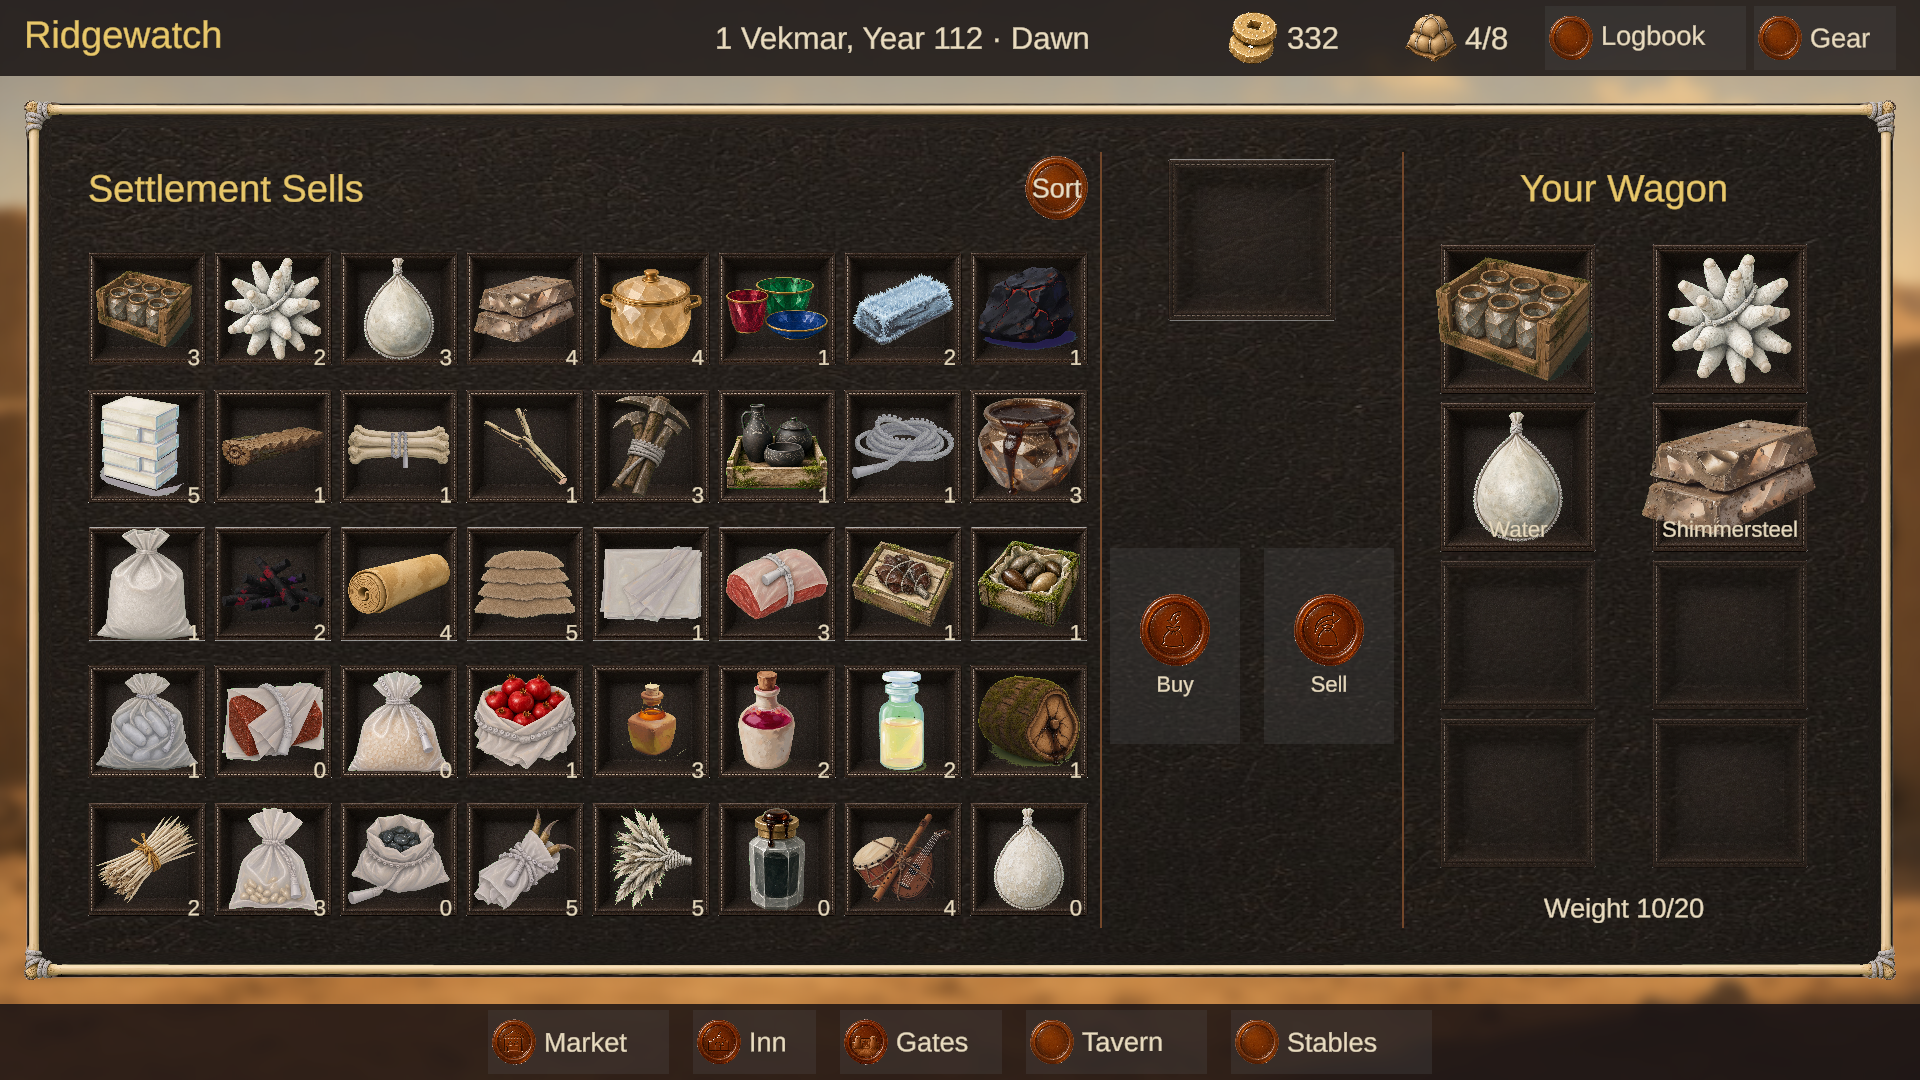 Ridgewatch
1 Vekmar, Year 112 · Dawn
332
4/8
Logbook
Gear
Settlement Sells
Sort
Your Wagon
3 2 3 4 4 1 2 1
5 1 1 1 3 1 1 3
1 2 4 5 1 3 1 1
1 0 0 1 3 2 2 1
2 3 0 5 5 0 4 0
Buy
Sell
Water
Shimmersteel
Weight 10/20
Market
Inn
Gates
Tavern
Stables